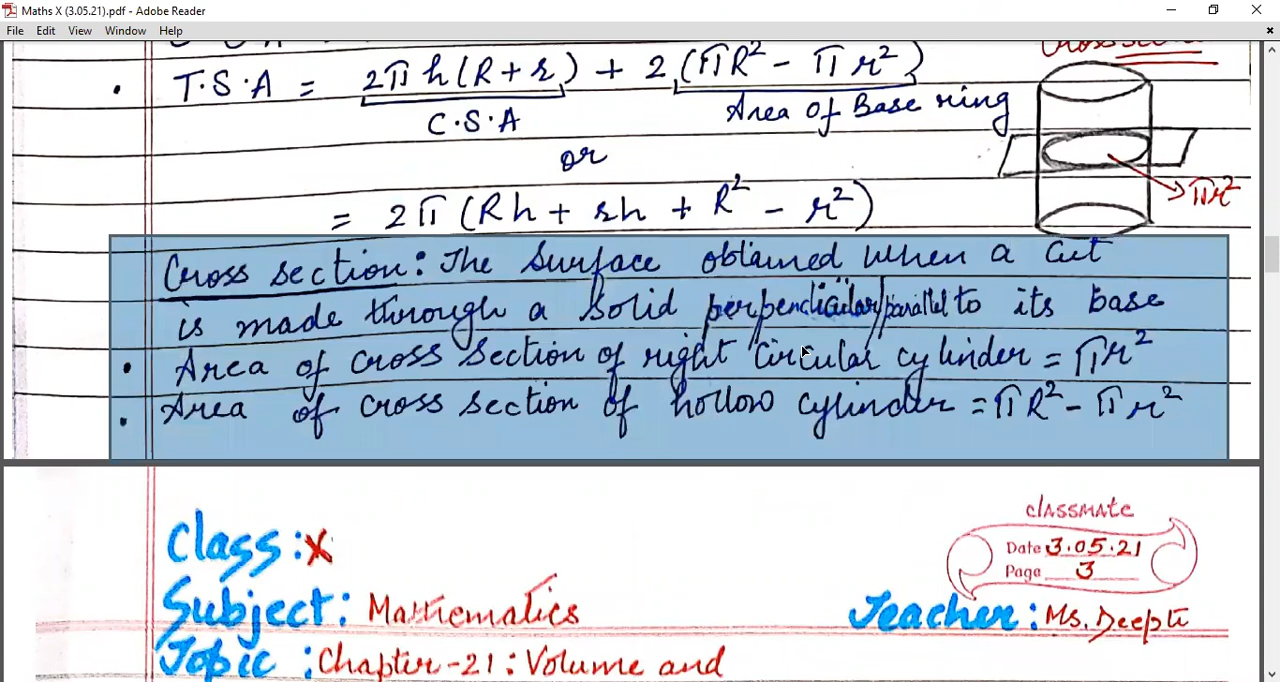 Maths X (3.05.21).pdf - Adobe Reader
File Edit View Window Help
Cross section
• T.S.A = 2πh(R+r) + 2(πR² - πr²)
C.S.A Area of Base ring
or
= 2π(Rh + rh + R² - r²)
πr²
Cross section: The Surface obtained when a Cut
is made through a Solid perpendicular/parallel to its base
• Area of cross section of right circular cylinder = πr²
• Area of cross section of hollow cylinder = πR² - πr²
classmate
Date 3.05.21
Page 3
Class: X
Subject: Mathematics
Teacher: Ms. Deepti
Topic: Chapter-21: Volume and